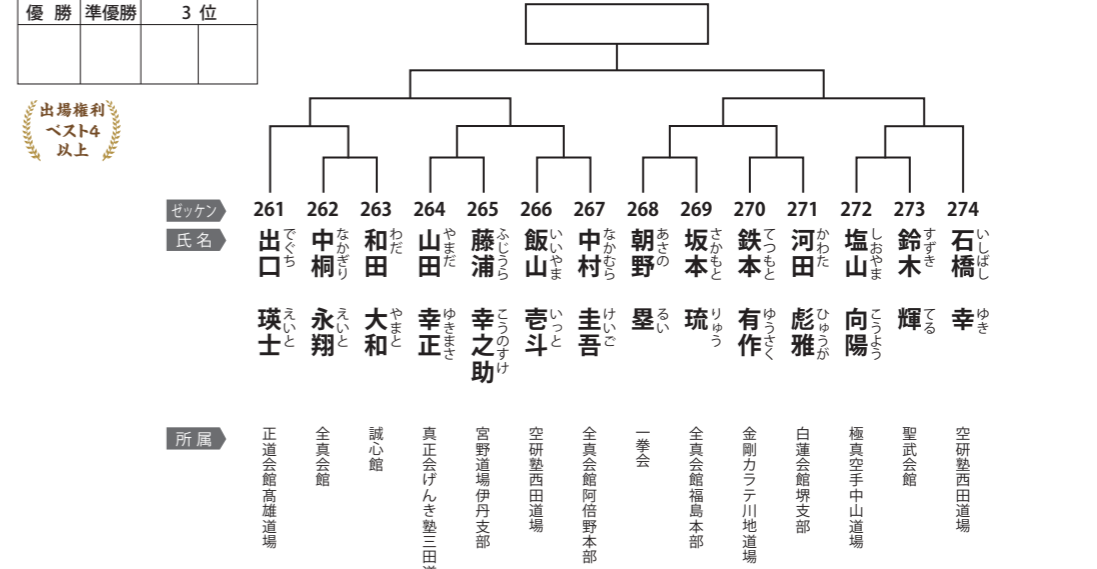 優勝 準優勝 3位
出場権利
ベスト4
以上
ゼッケン 261 262 263 264 265 266 267 268 269 270 271 272 273 274
氏名
出口 瑛士 でぐち えいと
中桐 永翔 なかぎり えいと
和田 大和 わだ やまと
山田 幸正 やまだ ゆきまさ
藤浦 幸之助 ふじうら こうのすけ
飯山 壱斗 いいやま いっと
中村 圭吾 なかむら けいご
朝野 塁 あさの るい
坂本 琉 さかもと りゅう
鉄本 有作 てつもと ゆうさく
河田 彪雅 かわた ひゅうが
塩山 向陽 しおやま こうよう
鈴木 輝 すずき てる
石橋 幸 いしばし ゆき
所属
正道会館髙雄道場
全真会館
誠心館
真正会げんき塾三田
宮野道場伊丹支部
空研塾西田道場
全真会館阿倍野本部
一拳会
全真会館福島本部
金剛カラテ川地道場
白蓮会館堺支部
極真空手中山道場
聖武会館
空研塾西田道場